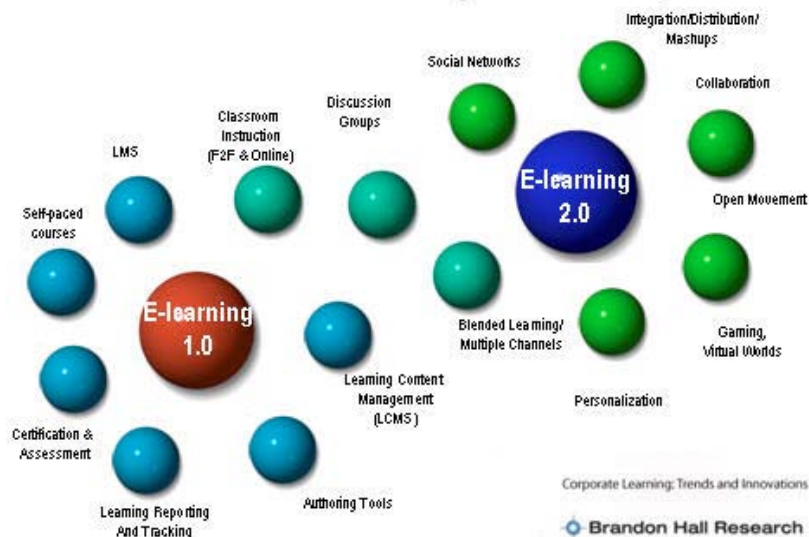 Integration/Distribution/
Mashups
Social Networks
Collaboration
Discussion
Groups
Classroom
Instruction
(F2F & Online)
LMS
E-learning
2.0
Open Movement
Self-paced
courses
E-learning
1.0
Blended Learning/
Multiple Channels
Gaming,
Virtual Worlds
Learning Content
Management
(LCMS)
Personalization
Certification &
Assessment
Authoring Tools
Learning Reporting
And Tracking
Corporate Learning: Trends and Innovations
Brandon Hall Research